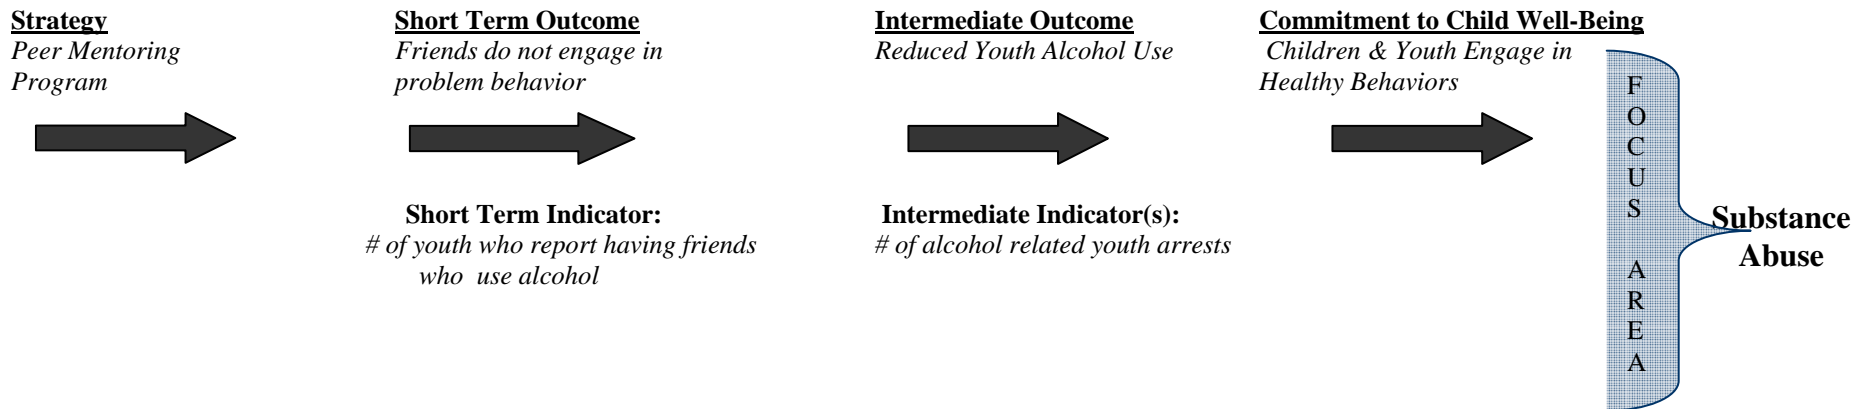 Strategy
Peer Mentoring
Program
Short Term Outcome
Friends do not engage in
problem behavior
Short Term Indicator:
# of youth who report having friends
who use alcohol
Intermediate Outcome
Reduced Youth Alcohol Use
Intermediate Indicator(s):
# of alcohol related youth arrests
Commitment to Child Well-Being
Children & Youth Engage in
Healthy Behaviors
FOCUS AREA
Substance
Abuse